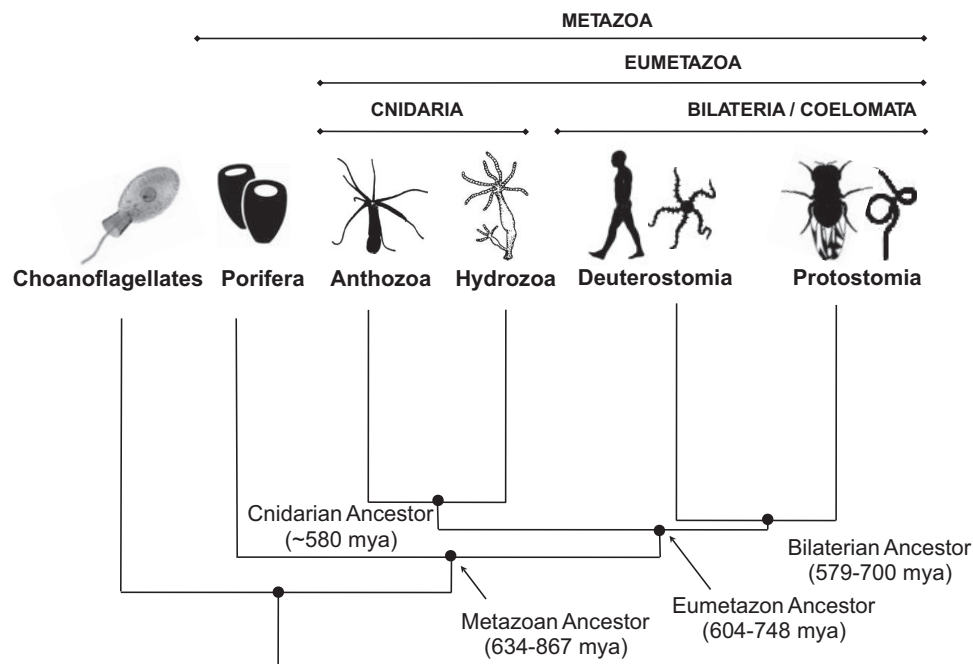 METAZOA
EUMETAZOA
CNIDARIA
BILATERIA / COELOMATA
Choanoflagellates
Porifera
Anthozoa
Hydrozoa
Deuterostomia
Protostomia
Cnidarian Ancestor
(~580 mya)
Bilaterian Ancestor
(579-700 mya)
Eumetazon Ancestor
(604-748 mya)
Metazoan Ancestor
(634-867 mya)